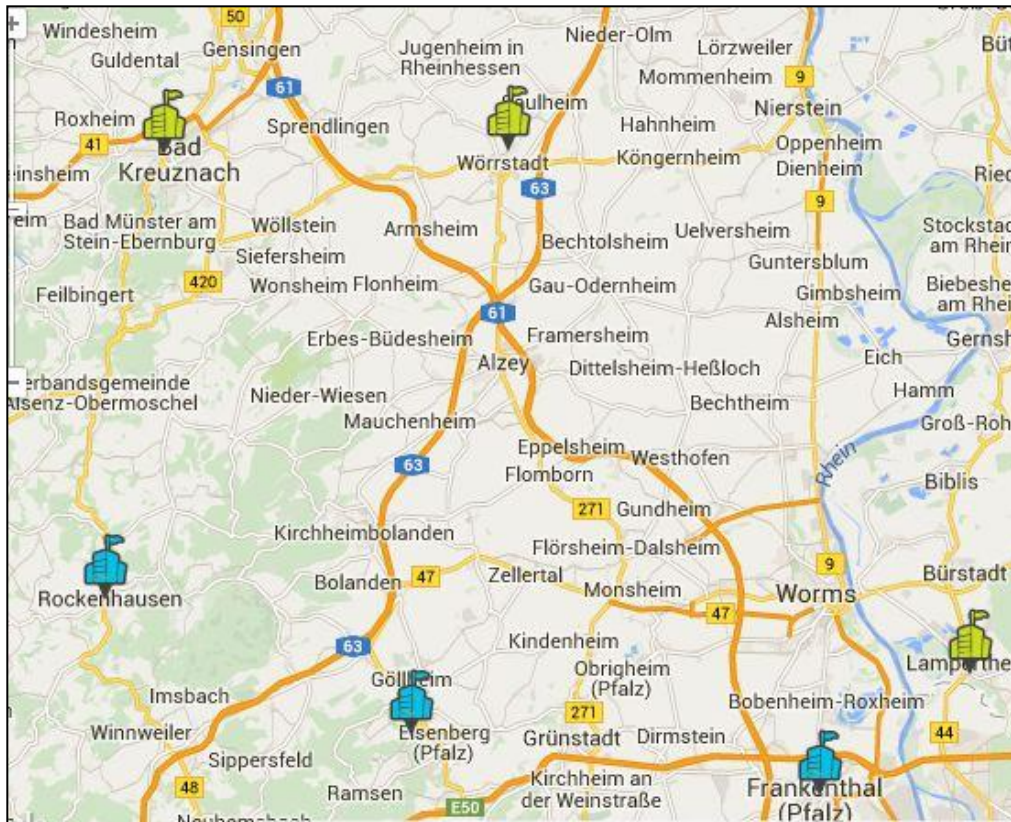 50
Windesheim
Guldental
Gensingen
Jugenheim in
Rheinhessen
Nieder-Olm
Lörzweiler
Mommenheim
9
61
Roxheim
41
Sprendlingen
Hahnheim
Nierstein
Oppenheim
Dienheim
Bad
Kreuznach
Wörrstadt
Köngernheim
63
9
Bad Münster am
Stein-Ebernburg
Wöllstein
Armsheim
Bechtolsheim
Uelversheim
Siefersheim
Guntersblum
420
Feilbingert
Wonsheim
Flonheim
Gau-Odernheim
Gimbsheim
61
Alsheim
Erbes-Büdesheim
Framersheim
Alzey
Dittelsheim-Heßloch
Eich
Alsenz-Obermoschel
Nieder-Wiesen
Hamm
Bechtheim
Mauchenheim
Eppelsheim
Westhofen
Rhein
63
Flomborn
Biblis
271
Gundheim
Kirchheimbolanden
Flörsheim-Dalsheim
9
Bolanden
47
Zellertal
Monsheim
Bürstadt
Rockenhausen
47
Worms
Kindenheim
63
Obrigheim
(Pfalz)
Göllheim
Imsbach
Bobenheim-Roxheim
271
Winnweiler
Eisenberg
(Pfalz)
Grünstadt
Dirmstein
44
Sippersfeld
48
Ramsen
Kirchheim an
der Weinstraße
Frankenthal
(Pfalz)
E50